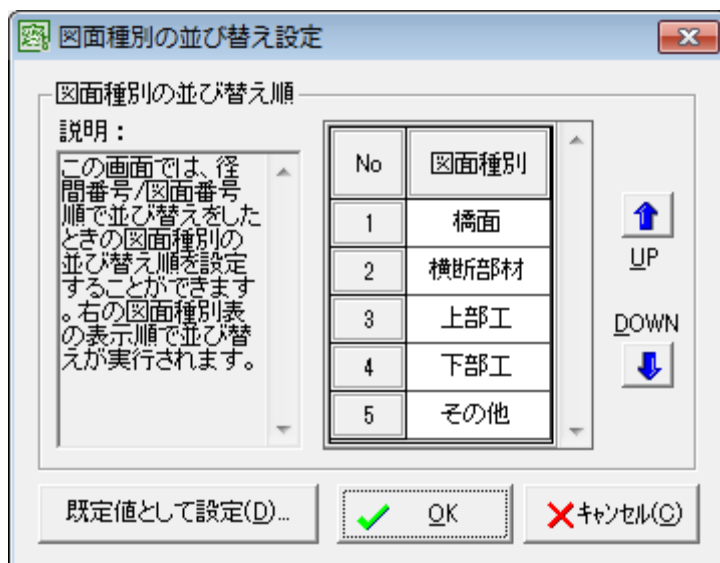 図面種別の並び替え設定
図面種別の並び替え順
説明：
この画面では、径
間番号/図面番号
順で並び替えをした
ときの図面種別の
並び替え順を設定
することができます
。右の図面種別表
の表示順で並び替
えが実行されます。
No 図面種別
1 橋面
2 横断部材
3 上部工
4 下部工
5 その他
UP
DOWN
既定値として設定(D)...
OK
キャンセル(C)